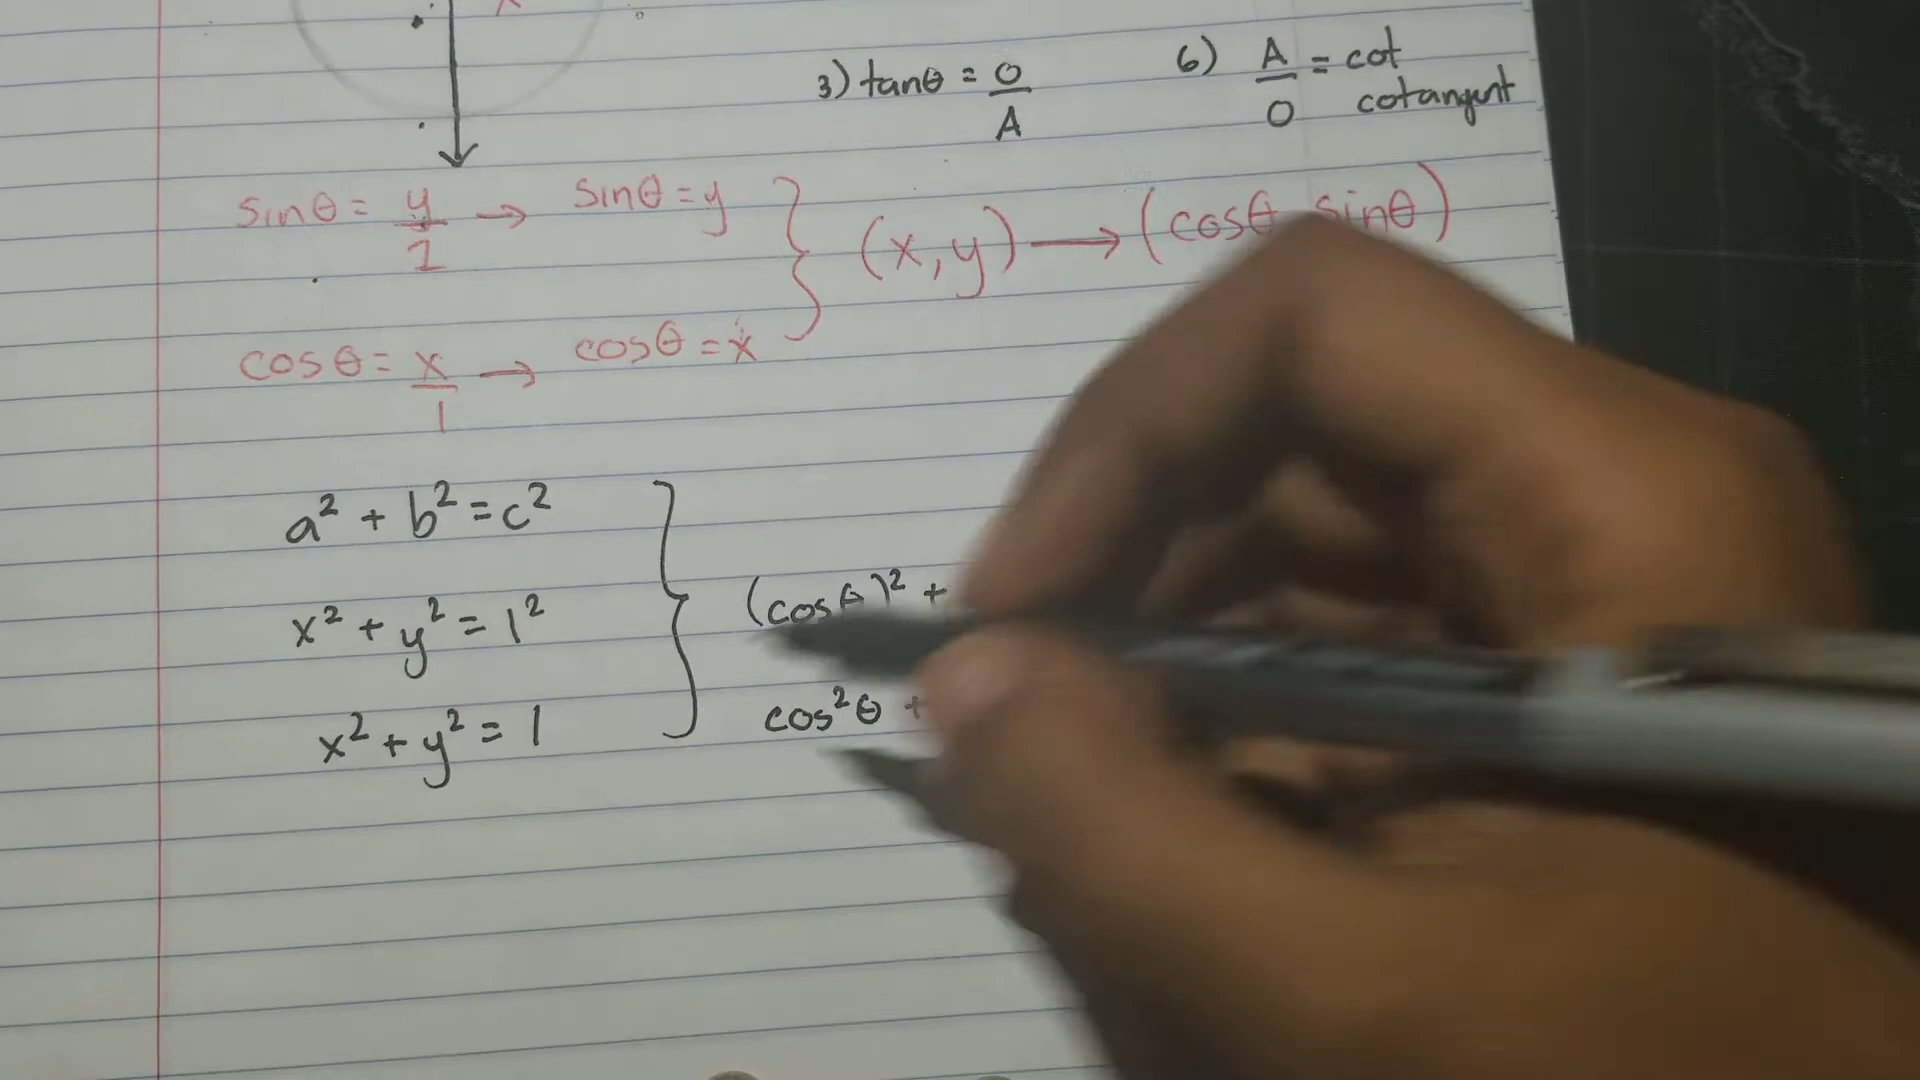 3) tanθ = O/A
6) A/O = cot
cotangent
sinθ = y/1 → sinθ = y
(x,y) → (cosθ sinθ)
cosθ = x/1 → cosθ = x
a² + b² = c²
x² + y² = 1²
x² + y² = 1
(cosθ)² +
cos²θ +